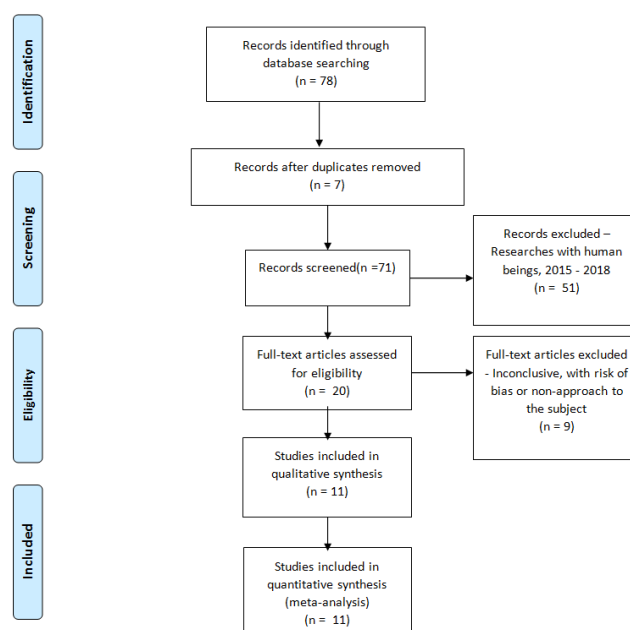 Identification
Records identified through
database searching
(n = 78)
Records after duplicates removed
(n = 7)
Screening
Records screened(n =71)
Records excluded –
Researches with human
beings, 2015 - 2018
(n =  51)
Eligibility
Full-text articles assessed
for eligibility
(n =  20)
Full-text articles excluded
- Inconclusive, with risk of
bias or non-approach to
the subject
(n = 9)
Studies included in
qualitative synthesis
(n = 11)
Included
Studies included in
quantitative synthesis
(meta-analysis)
(n =  11)